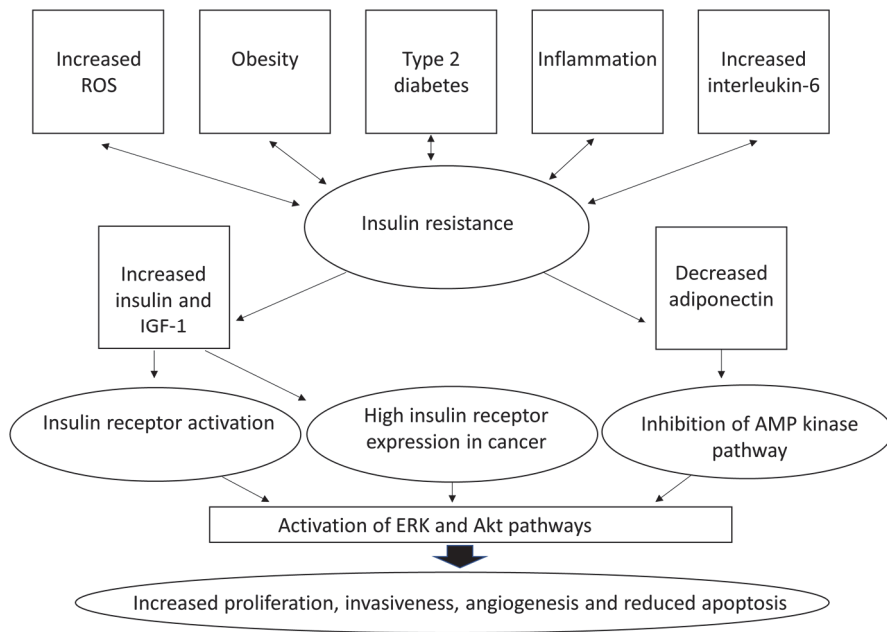 Increased
ROS
Obesity
Type 2
diabetes
Inflammation
Increased
interleukin-6
Insulin resistance
Increased
insulin and
IGF-1
Decreased
adiponectin
Insulin receptor activation
High insulin receptor
expression in cancer
Inhibition of AMP kinase
pathway
Activation of ERK and Akt pathways
Increased proliferation, invasiveness, angiogenesis and reduced apoptosis